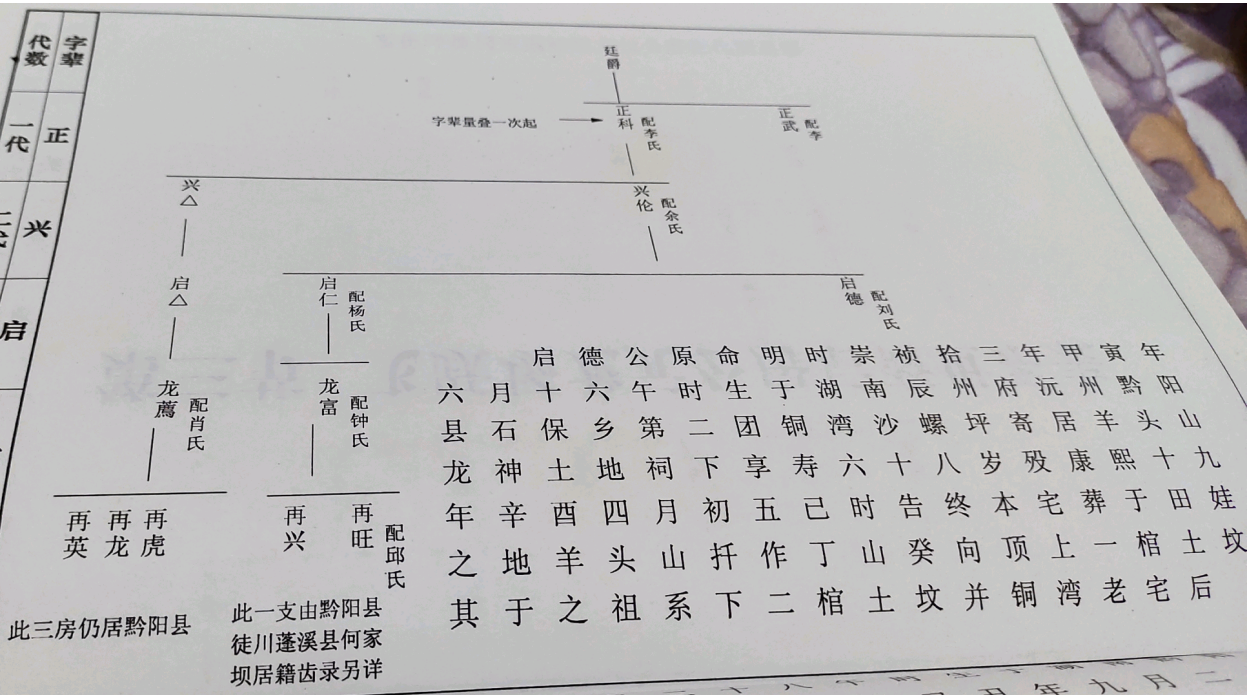 字辈 正 兴 启
代数 一代 二代
廷爵
字辈量叠一次起
正科 配李氏
正武 配李
兴△
兴伦 配余氏
启△
启仁 配杨氏
启德 配刘氏
龙薦 配肖氏
龙富 配钟氏
再英 再龙 再虎
再兴 再旺 配邱氏
此三房仍居黔阳县
此一支由黔阳县
徒川蓬溪县何家
坝居籍齿录另详
启德公原命明时崇祯拾三年甲寅年
六月十六午时生于湖南辰州府沅州黔阳
县石保乡第二团铜湾沙螺坪寄居羊头山
龙神土地祠下享寿六十八岁殁康熙十九
年辛酉四月初五已时告终本宅葬于田娃
之地羊头山扦作丁山癸向顶上一棺土坟
其于之祖系下二棺土坟并铜湾老宅后